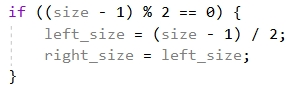 if ((size - 1) % 2 == 0) {
    left_size = (size - 1) / 2;
    right_size = left_size;
}